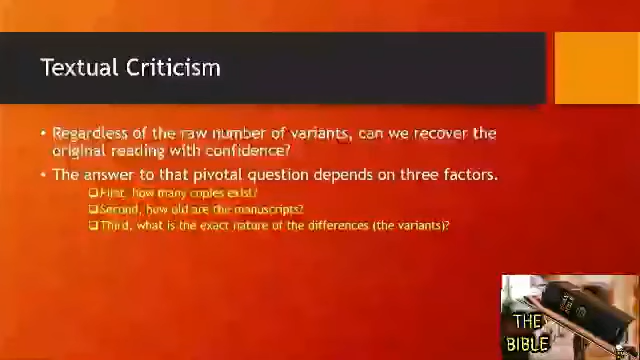 Textual Criticism
• Regardless of the raw number of variants, can we recover the
original reading with confidence?
• The answer to that pivotal question depends on three factors.
❑First, how many copies exist?
❑Second, how old are the manuscripts?
❑Third, what is the exact nature of the differences (the variants)?
THE
BIBLE